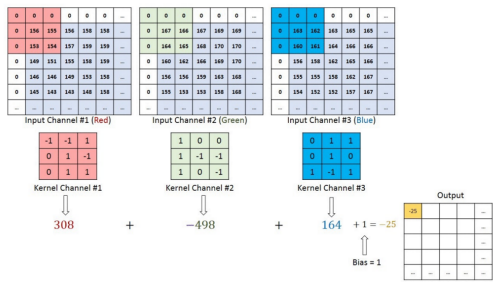 0 0 0 0 0 0 ...
0 156 155 156 158 158 ...
0 153 154 157 159 159 ...
0 149 151 155 158 159 ...
0 146 146 149 153 158 ...
0 145 143 143 148 158 ...
... ... ... ... ... ... ...
Input Channel #1 (Red)
0 0 0 0 0 0 ...
0 167 166 167 169 169 ...
0 164 165 168 170 170 ...
0 160 162 166 169 170 ...
0 156 156 159 163 168 ...
0 155 153 153 158 168 ...
... ... ... ... ... ... ...
Input Channel #2 (Green)
0 0 0 0 0 0 ...
0 163 162 163 165 165 ...
0 160 161 164 166 166 ...
0 156 158 162 165 166 ...
0 155 155 158 162 167 ...
0 154 152 152 157 167 ...
... ... ... ... ... ... ...
Input Channel #3 (Blue)
-1 -1 1
0 1 -1
0 1 1
Kernel Channel #1
1 0 0
1 -1 -1
1 0 -1
Kernel Channel #2
0 1 1
0 1 0
1 -1 1
Kernel Channel #3
308 + −498 + 164 + 1 = −25
Bias = 1
Output
-25 ...
...
...
...
... ... ... ... ...